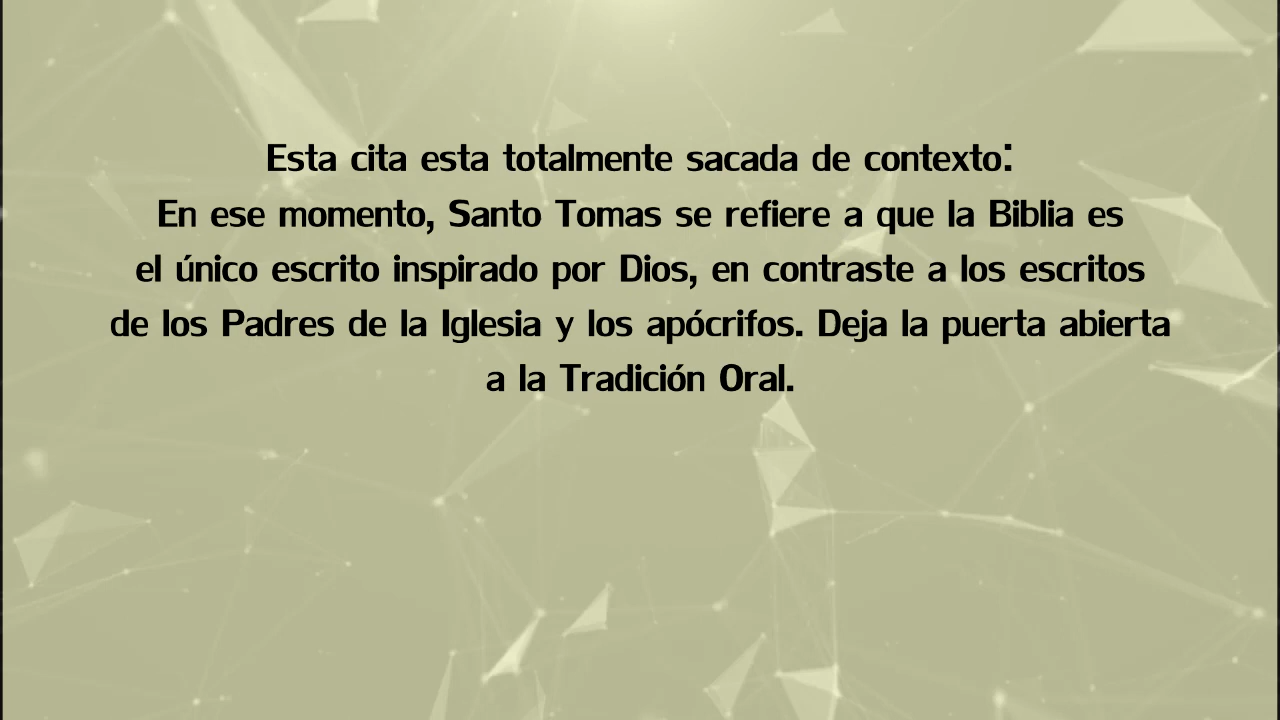 Esta cita esta totalmente sacada de contexto:
En ese momento, Santo Tomas se refiere a que la Biblia es
el único escrito inspirado por Dios, en contraste a los escritos
de los Padres de la Iglesia y los apócrifos. Deja la puerta abierta
a la Tradición Oral.